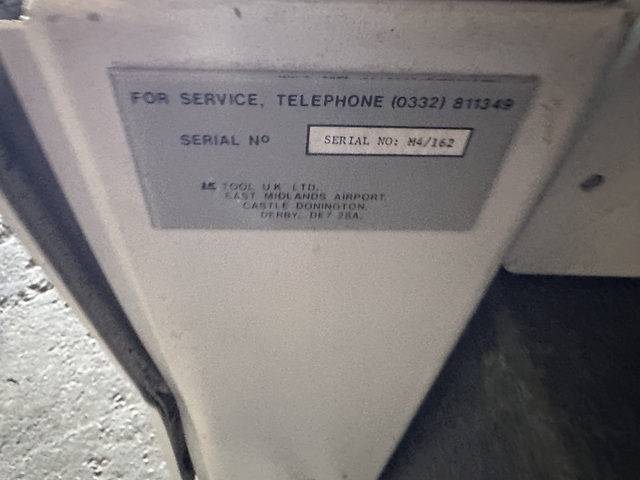 FOR SERVICE, TELEPHONE (0332) 811349
SERIAL Nº
SERIAL NO: M4/162
TOOL U.K. LTD.
EAST MIDLANDS AIRPORT
CASTLE DONINGTON
DERBY, DE7 2SA.